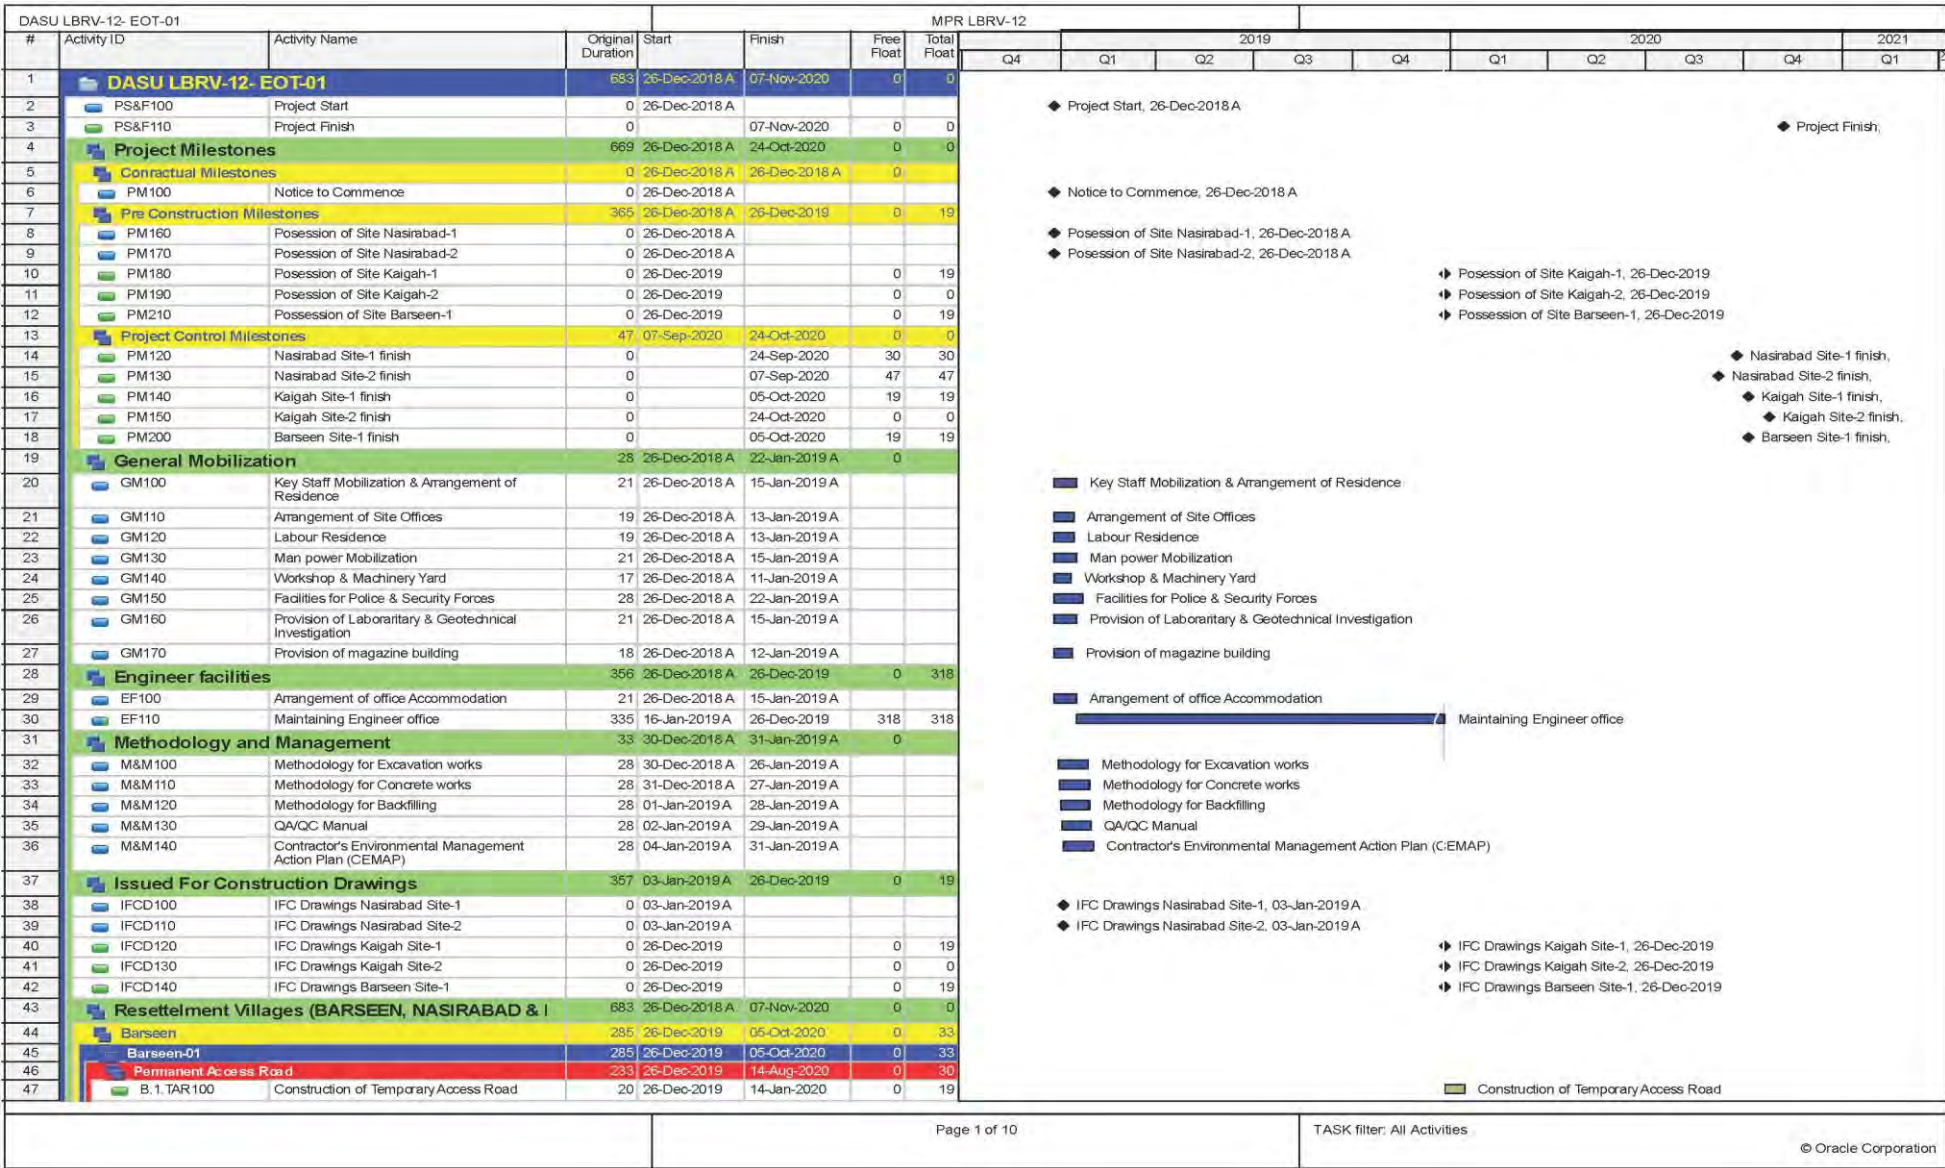 DASU LBRV-12- EOT-01 MPR LBRV-12
# Activity ID Activity Name Original Duration Start Finish Free Float Total Float 2019 2020 2021
Q4 Q1 Q2 Q3 Q4 Q1 Q2 Q3 Q4 Q1
1 DASU LBRV-12- EOT-01 683 26-Dec-2018 A 07-Nov-2020 0 0
2 PS&F100 Project Start 0 26-Dec-2018 A Project Start, 26-Dec-2018 A
3 PS&F110 Project Finish 0 07-Nov-2020 0 0 Project Finish,
4 Project Milestones 669 26-Dec-2018 A 24-Oct-2020 0 0
5 Conractual Milestones 0 26-Dec-2018 A 26-Dec-2018 A 0
6 PM100 Notice to Commence 0 26-Dec-2018 A Notice to Commence, 26-Dec-2018 A
7 Pre Construction Milestones 365 26-Dec-2018 A 26-Dec-2019 0 19
8 PM160 Posession of Site Nasirabad-1 0 26-Dec-2018 A Posession of Site Nasirabad-1, 26-Dec-2018 A
9 PM170 Posession of Site Nasirabad-2 0 26-Dec-2018 A Posession of Site Nasirabad-2, 26-Dec-2018 A
10 PM180 Posession of Site Kaigah-1 0 26-Dec-2019 0 19 Posession of Site Kaigah-1, 26-Dec-2019
11 PM190 Posession of Site Kaigah-2 0 26-Dec-2019 0 0 Posession of Site Kaigah-2, 26-Dec-2019
12 PM210 Possession of Site Barseen-1 0 26-Dec-2019 0 19 Possession of Site Barseen-1, 26-Dec-2019
13 Project Control Milestones 47 07-Sep-2020 24-Oct-2020 0 0
14 PM120 Nasirabad Site-1 finish 0 24-Sep-2020 30 30 Nasirabad Site-1 finish,
15 PM130 Nasirabad Site-2 finish 0 07-Sep-2020 47 47 Nasirabad Site-2 finish,
16 PM140 Kaigah Site-1 finish 0 05-Oct-2020 19 19 Kaigah Site-1 finish,
17 PM150 Kaigah Site-2 finish 0 24-Oct-2020 0 0 Kaigah Site-2 finish,
18 PM200 Barseen Site-1 finish 0 05-Oct-2020 19 19 Barseen Site-1 finish,
19 General Mobilization 28 26-Dec-2018 A 22-Jan-2019 A 0
20 GM100 Key Staff Mobilization & Arrangement of Residence 21 26-Dec-2018 A 15-Jan-2019 A Key Staff Mobilization & Arrangement of Residence
21 GM110 Arrangement of Site Offices 19 26-Dec-2018 A 13-Jan-2019 A Arrangement of Site Offices
22 GM120 Labour Residence 19 26-Dec-2018 A 13-Jan-2019 A Labour Residence
23 GM130 Man power Mobilization 21 26-Dec-2018 A 15-Jan-2019 A Man power Mobilization
24 GM140 Workshop & Machinery Yard 17 26-Dec-2018 A 11-Jan-2019 A Workshop & Machinery Yard
25 GM150 Facilities for Police & Security Forces 28 26-Dec-2018 A 22-Jan-2019 A Facilities for Police & Security Forces
26 GM160 Provision of Laboraritary & Geotechnical Investigation 21 26-Dec-2018 A 15-Jan-2019 A Provision of Laboraritary & Geotechnical Investigation
27 GM170 Provision of magazine building 18 26-Dec-2018 A 12-Jan-2019 A Provision of magazine building
28 Engineer facilities 356 26-Dec-2018 A 26-Dec-2019 0 318
29 EF100 Arrangement of office Accommodation 21 26-Dec-2018 A 15-Jan-2019 A Arrangement of office Accommodation
30 EF110 Maintaining Engineer office 335 16-Jan-2019 A 26-Dec-2019 318 318 Maintaining Engineer office
31 Methodology and Management 33 30-Dec-2018 A 31-Jan-2019 A 0
32 M&M100 Methodology for Excavation works 28 30-Dec-2018 A 26-Jan-2019 A Methodology for Excavation works
33 M&M110 Methodology for Concrete works 28 31-Dec-2018 A 27-Jan-2019 A Methodology for Concrete works
34 M&M120 Methodology for Backfilling 28 01-Jan-2019 A 28-Jan-2019 A Methodology for Backfilling
35 M&M130 QA/QC Manual 28 02-Jan-2019 A 29-Jan-2019 A QA/QC Manual
36 M&M140 Contractor's Environmental Management Action Plan (CEMAP) 28 04-Jan-2019 A 31-Jan-2019 A Contractor's Environmental Management Action Plan (CEMAP)
37 Issued For Construction Drawings 357 03-Jan-2019 A 26-Dec-2019 0 19
38 IFCD100 IFC Drawings Nasirabad Site-1 0 03-Jan-2019 A IFC Drawings Nasirabad Site-1, 03-Jan-2019 A
39 IFCD110 IFC Drawings Nasirabad Site-2 0 03-Jan-2019 A IFC Drawings Nasirabad Site-2, 03-Jan-2019 A
40 IFCD120 IFC Drawings Kaigah Site-1 0 26-Dec-2019 0 19 IFC Drawings Kaigah Site-1, 26-Dec-2019
41 IFCD130 IFC Drawings Kaigah Site-2 0 26-Dec-2019 0 0 IFC Drawings Kaigah Site-2, 26-Dec-2019
42 IFCD140 IFC Drawings Barseen Site-1 0 26-Dec-2019 0 19 IFC Drawings Barseen Site-1, 26-Dec-2019
43 Resettelment Villages (BARSEEN, NASIRABAD & 683 26-Dec-2018 A 07-Nov-2020 0 0
44 Barseen 285 26-Dec-2019 05-Oct-2020 0 33
45 Barseen-01 285 26-Dec-2019 05-Oct-2020 0 33
46 Permanent Access Road 233 26-Dec-2019 14-Aug-2020 0 30
47 B.1.TAR100 Construction of Temporary Access Road 20 26-Dec-2019 14-Jan-2020 0 19 Construction of Temporary Access Road
Page 1 of 10 TASK filter: All Activities
© Oracle Corporation